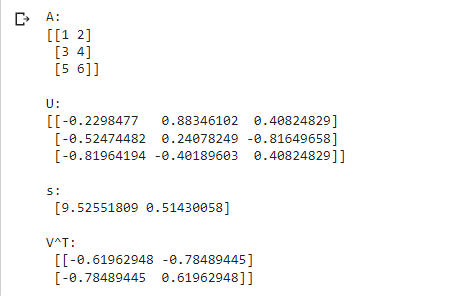 A:
[[1 2]
 [3 4]
 [5 6]]
U:
[[-0.2298477   0.88346102  0.40824829]
 [-0.52474482  0.24078249 -0.81649658]
 [-0.81964194 -0.40189603  0.40824829]]
s:
 [9.52551809 0.51430058]
V^T:
 [[-0.61962948 -0.78489445]
 [-0.78489445  0.61962948]]